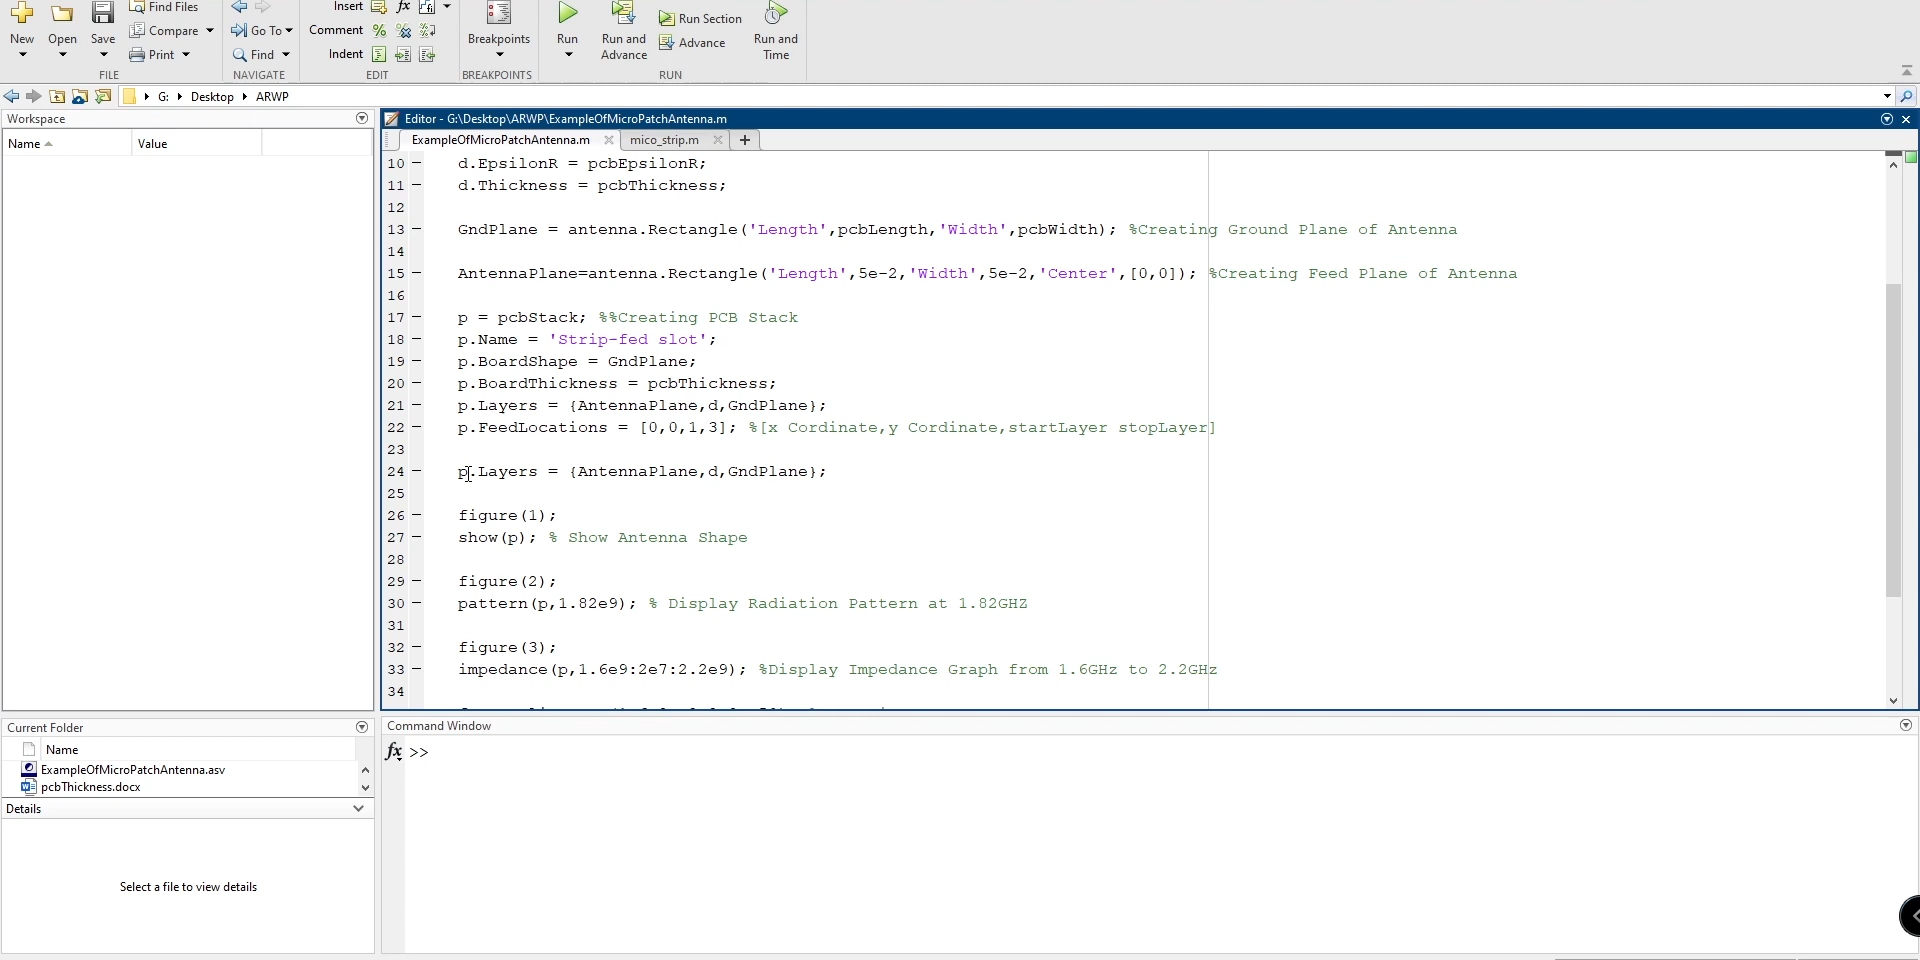 Find Files
Insert fx
New Open Save
Compare
Go To
Comment
Breakpoints
Run
Run and Advance
Run Section
Advance
Run and Time
Print
Find
Indent
FILE NAVIGATE EDIT BREAKPOINTS RUN
G: Desktop ARWP
Workspace
Name Value
Editor - G:\Desktop\ARWP\ExampleOfMicroPatchAntenna.m
ExampleOfMicroPatchAntenna.m mico_strip.m
10 d.EpsilonR = pcbEpsilonR;
11 d.Thickness = pcbThickness;
12
13 GndPlane = antenna.Rectangle('Length',pcbLength,'Width',pcbWidth); %Creating Ground Plane of Antenna
14
15 AntennaPlane=antenna.Rectangle('Length',5e-2,'Width',5e-2,'Center',[0,0]); %Creating Feed Plane of Antenna
16
17 p = pcbStack; %%Creating PCB Stack
18 p.Name = 'Strip-fed slot';
19 p.BoardShape = GndPlane;
20 p.BoardThickness = pcbThickness;
21 p.Layers = {AntennaPlane,d,GndPlane};
22 p.FeedLocations = [0,0,1,3]; %[x Cordinate,y Cordinate,startLayer stopLayer]
23
24 p.Layers = {AntennaPlane,d,GndPlane};
25
26 figure(1);
27 show(p); % Show Antenna Shape
28
29 figure(2);
30 pattern(p,1.82e9); % Display Radiation Pattern at 1.82GHZ
31
32 figure(3);
33 impedance(p,1.6e9:2e7:2.2e9); %Display Impedance Graph from 1.6GHz to 2.2GHz
34
Current Folder
Name
ExampleOfMicroPatchAntenna.asv
pcbThickness.docx
Details
Select a file to view details
Command Window
fx >>